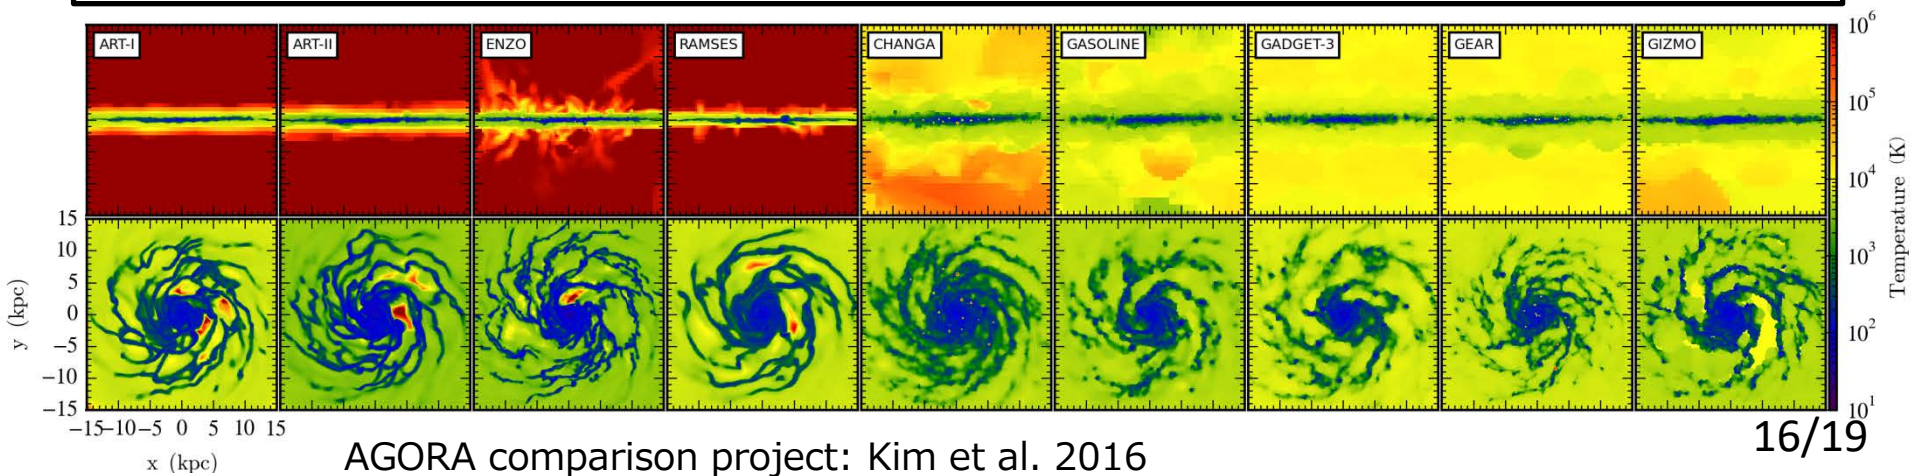 ART-I ART-II ENZO RAMSES CHANGA GASOLINE GADGET-3 GEAR GIZMO
10^6
10^5
10^4
10^3
10^2
10^1
Temperature (K)
15
10
5
0
−5
−10
−15
y (kpc)
−15 −10 −5 0 5 10 15
x (kpc)
AGORA comparison project: Kim et al. 2016
16/19